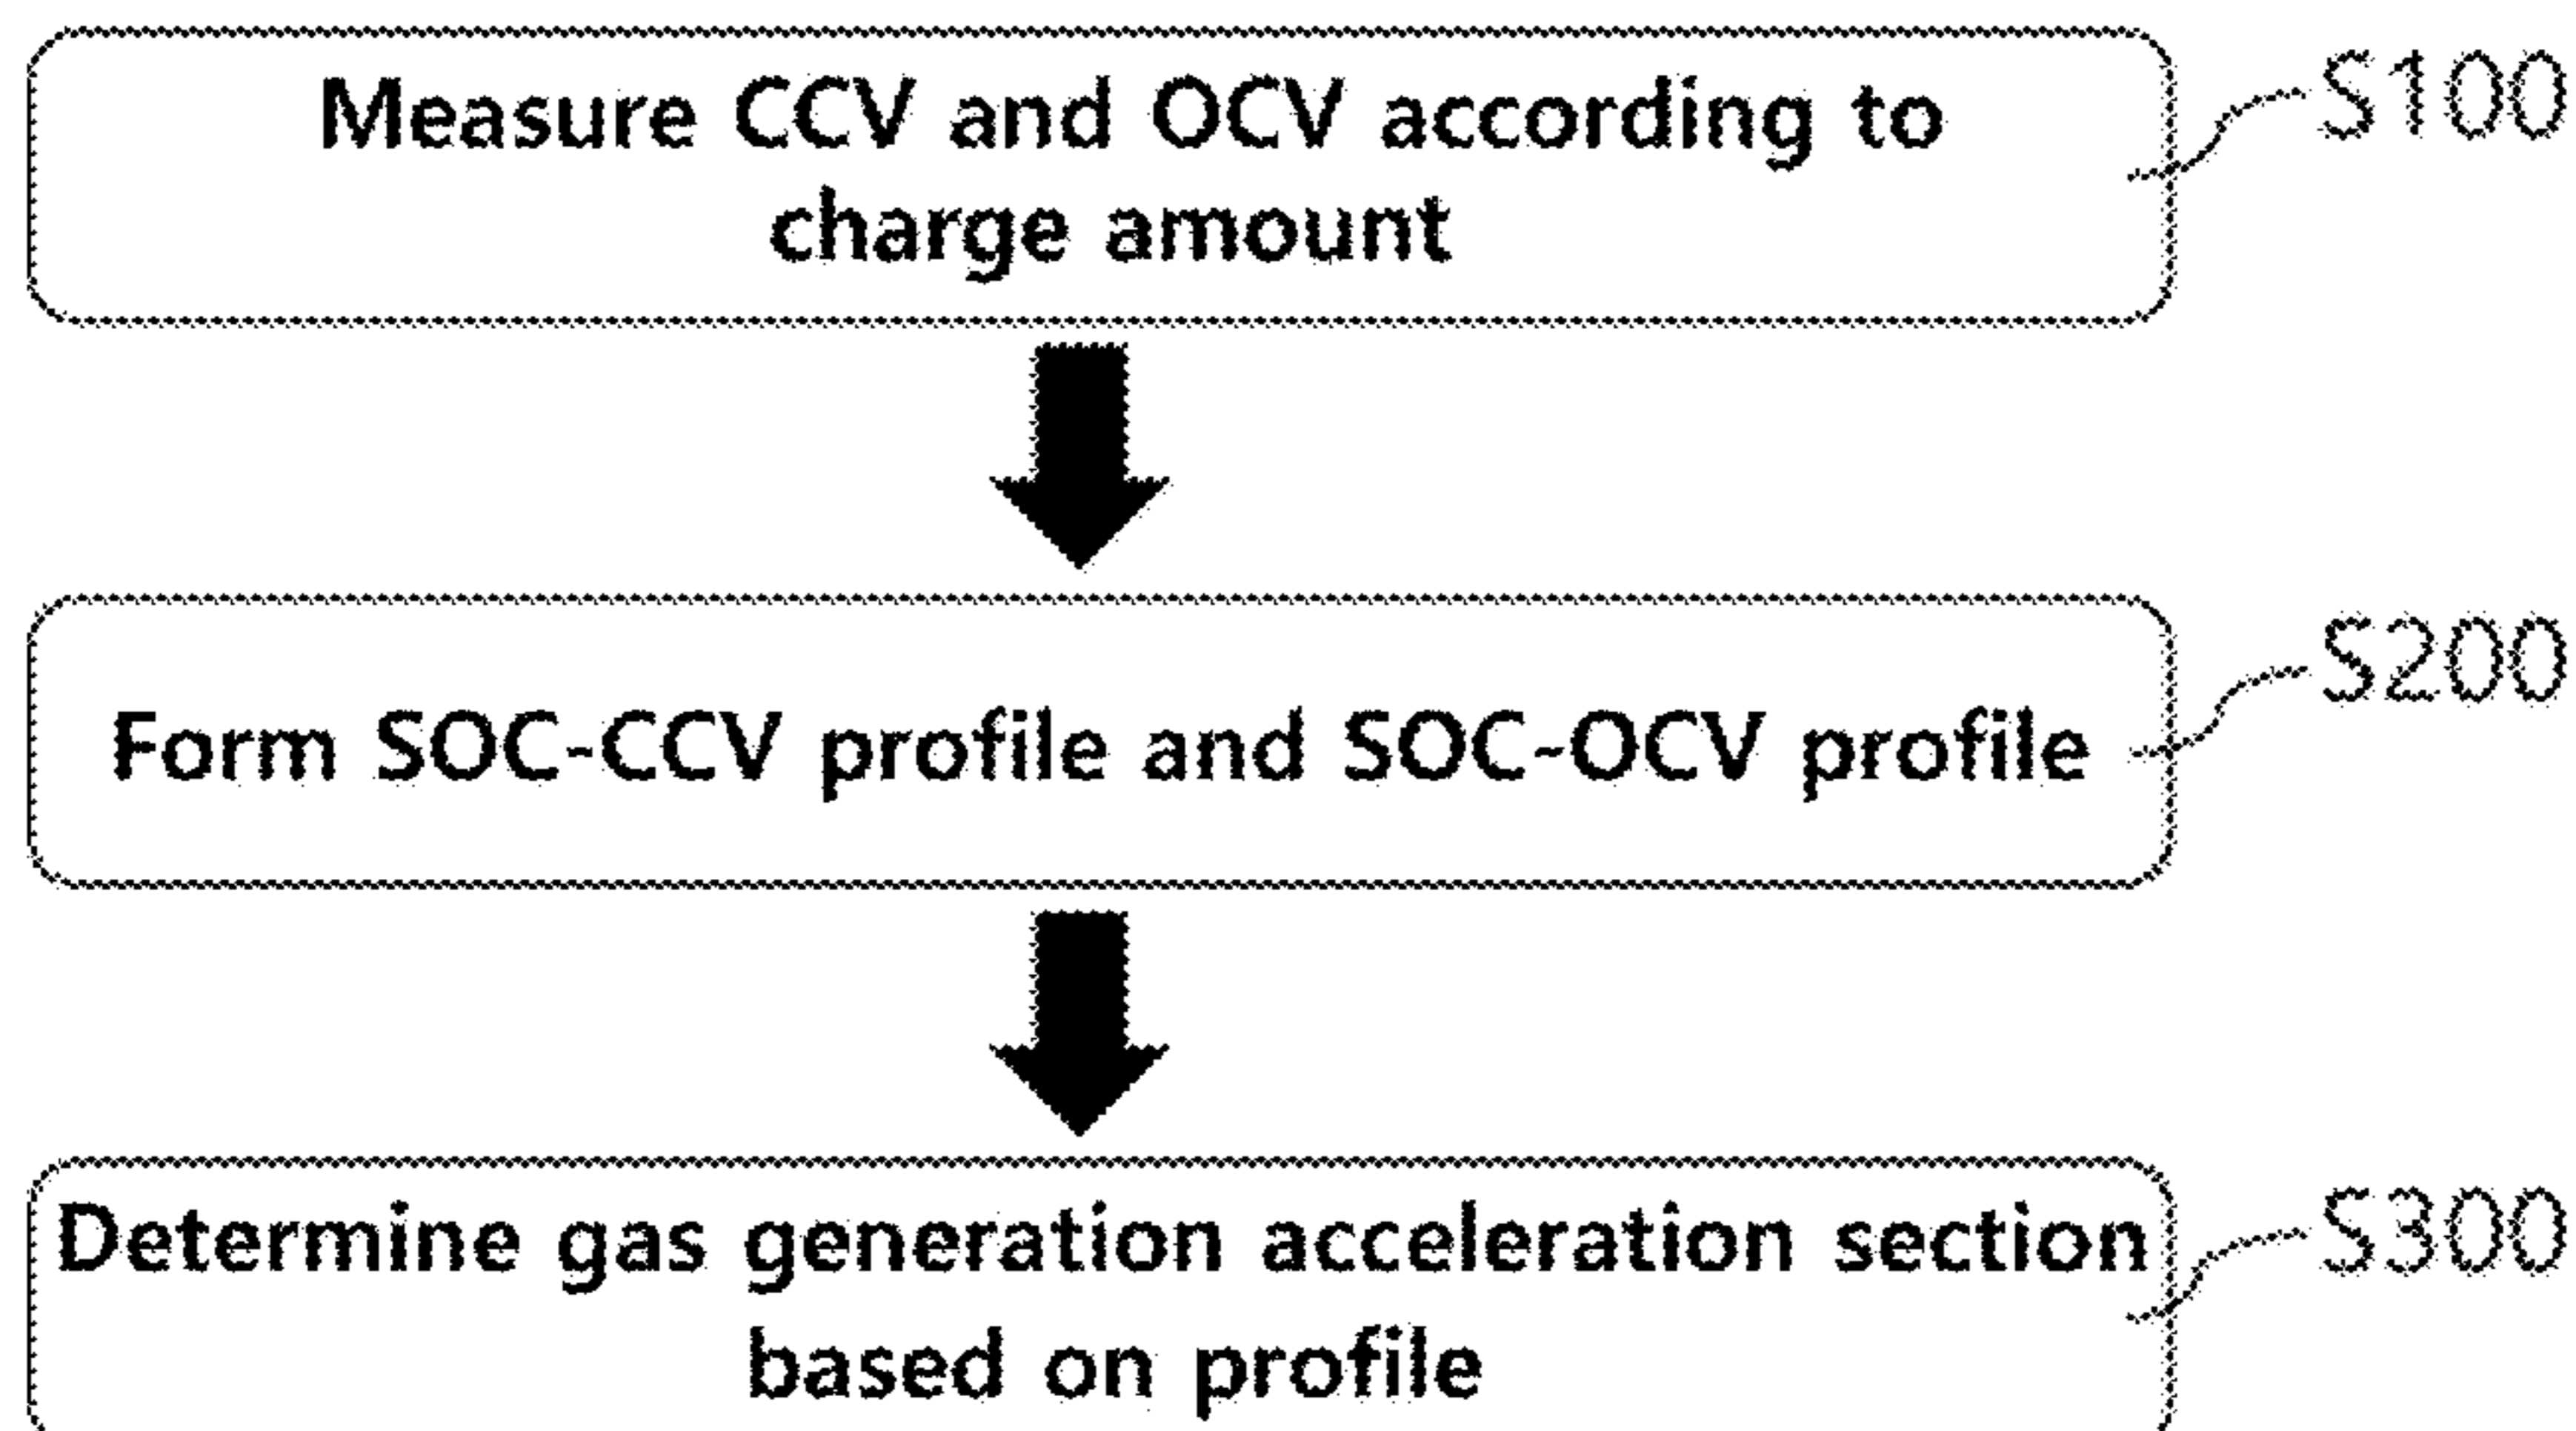 Measure CCV and OCV according to
charge amount
S100
Form SOC-CCV profile and SOC-OCV profile
S200
Determine gas generation acceleration section
based on profile
S300